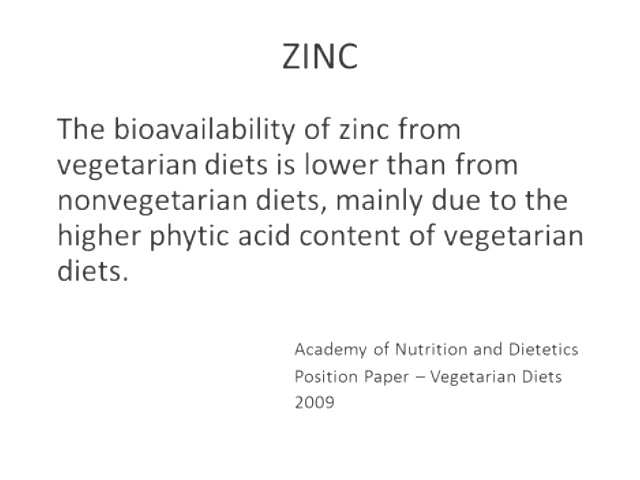 ZINC
The bioavailability of zinc from
vegetarian diets is lower than from
nonvegetarian diets, mainly due to the
higher phytic acid content of vegetarian
diets.
Academy of Nutrition and Dietetics
Position Paper – Vegetarian Diets
2009